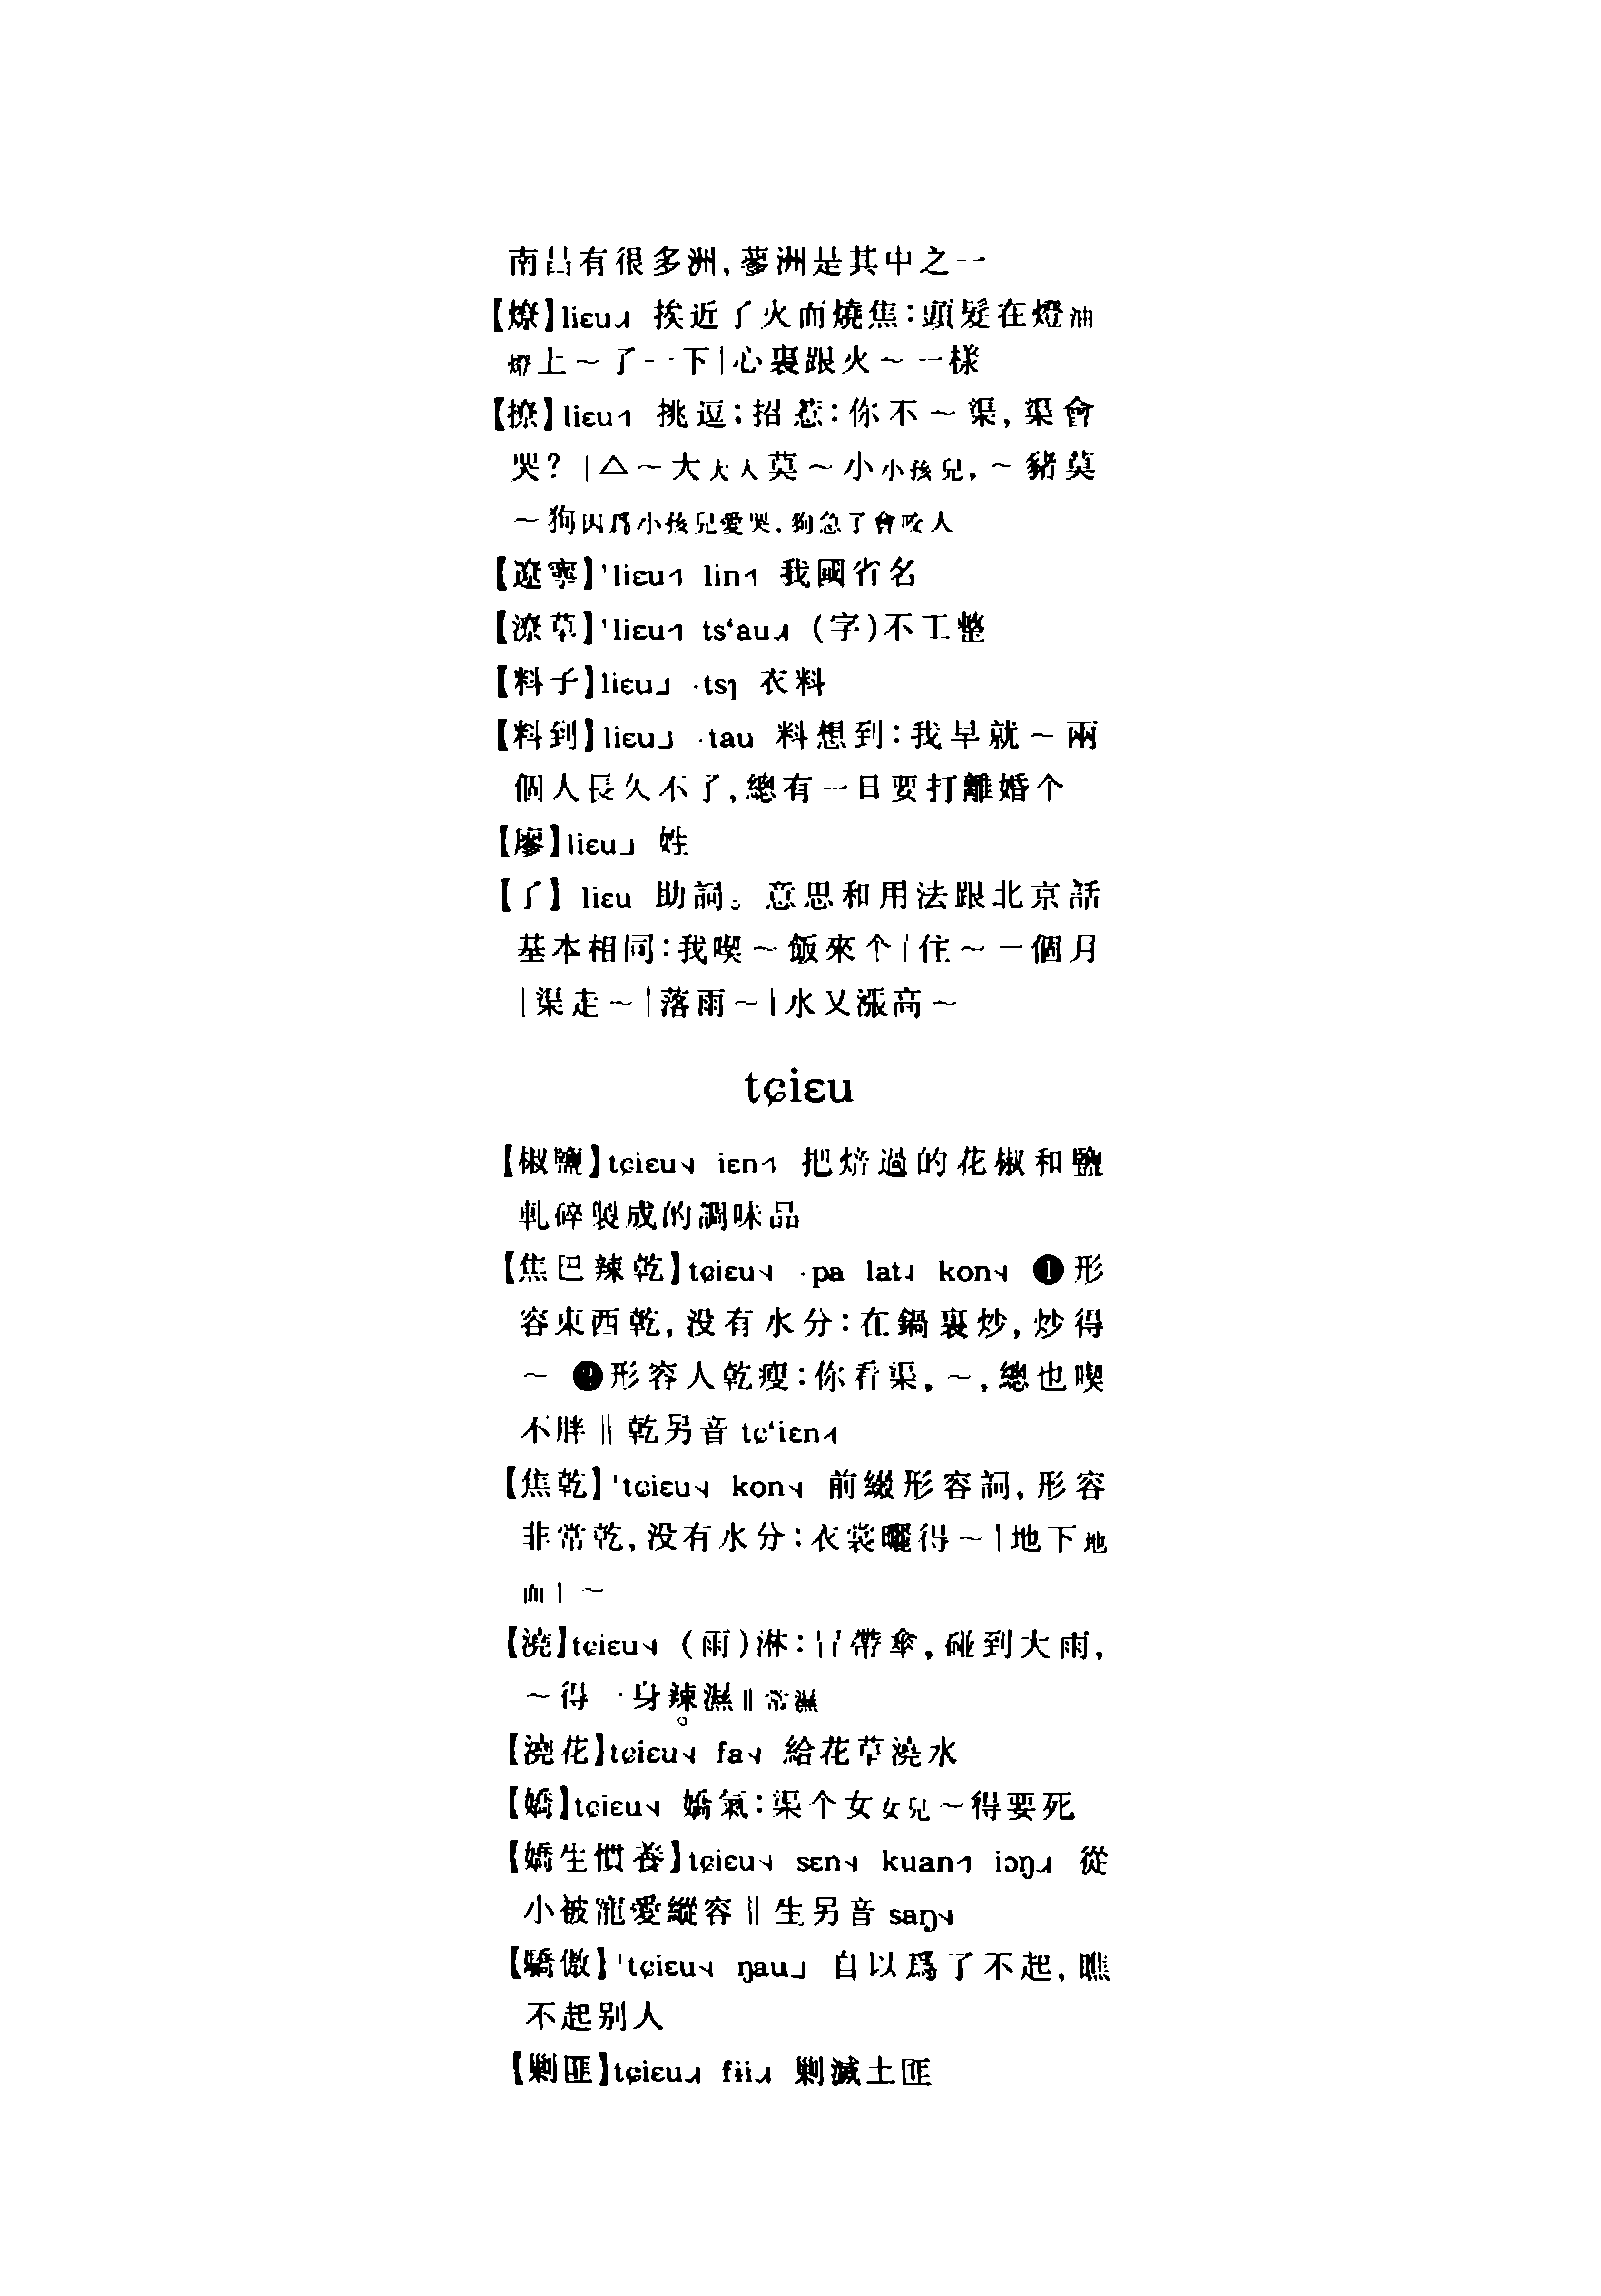 南昌有很多洲，蓼洲是其中之一
【燎】liɛu˩ 挨近了火而燒焦：頭髮在燈油
燈上～了一下|心裏跟火～一樣
【撩】liɛu˥ 挑逗；招惹：你不～渠，渠會
哭？|△～大大人莫～小小孩兒，～豬莫
～狗因爲小孩兒愛哭，狗急了會咬人
【遼寧】ˈliɛu˥ lin˥ 我國省名
【潦草】ˈliɛu˥ tsʻau˩ (字)不工整
【料子】liɛu˩ ·tsɿ 衣料
【料到】liɛu˩ ·tau 料想到：我早就～兩
個人長久不了，總有一日要打離婚个
【廖】liɛu˩ 姓
【了】 liɛu 助詞。意思和用法跟北京話
基本相同：我喫～飯來个|住～一個月
|渠走～|落雨～|水又漲高～
tɕiɛu
【椒鹽】tɕiɛu˧ iɛn˥ 把焙過的花椒和鹽
軋碎製成的調味品
【焦巴辣乾】tɕiɛu˧ ·pa lat˩ kon˧ ❶形
容東西乾，没有水分：在鍋裏炒，炒得
～ ❷形容人乾瘦：你看渠，～，總也喫
不胖‖乾另音 tɕʻiɛn˧
【焦乾】ˈtɕiɛu˧ kon˧ 前綴形容詞，形容
非常乾，没有水分：衣裳曬得～|地下地
面上～
【澆】tɕiɛu˧ (雨)淋：冒帶傘，碰到大雨，
～得一身辣濕‖常濕
【澆花】tɕiɛu˧ fa˧ 給花草澆水
【嬌】tɕiɛu˧ 嬌氣：渠个女女兒～得要死
【嬌生慣養】tɕiɛu˧ sɛn˧ kuan˥ iɔŋ˩ 從
小被寵愛縱容‖生另音 saŋ˧
【驕傲】ˈtɕiɛu˧ ŋau˩ 自以爲了不起，瞧
不起别人
【剿匪】tɕiɛu˩ fɨi˩ 剿滅土匪